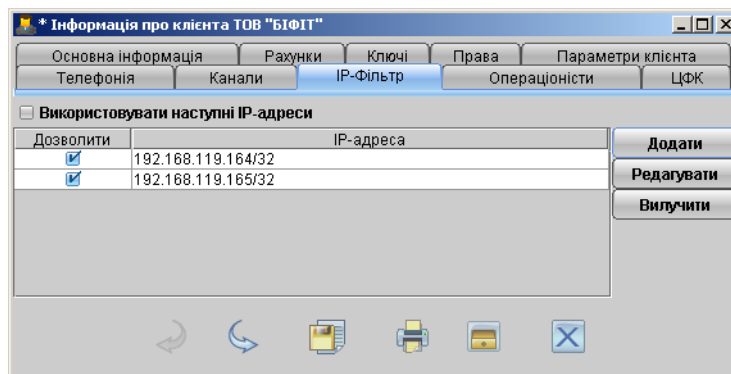 * Інформація про клієнта ТОВ "БІФІТ"
Основна інформація Рахунки Ключі Права Параметри клієнта
Телефонія Канали IP-Фільтр Операціоністи ЦФК
Використовувати наступні IP-адреси
Дозволити IP-адреса
192.168.119.164/32
192.168.119.165/32
Додати
Редагувати
Вилучити